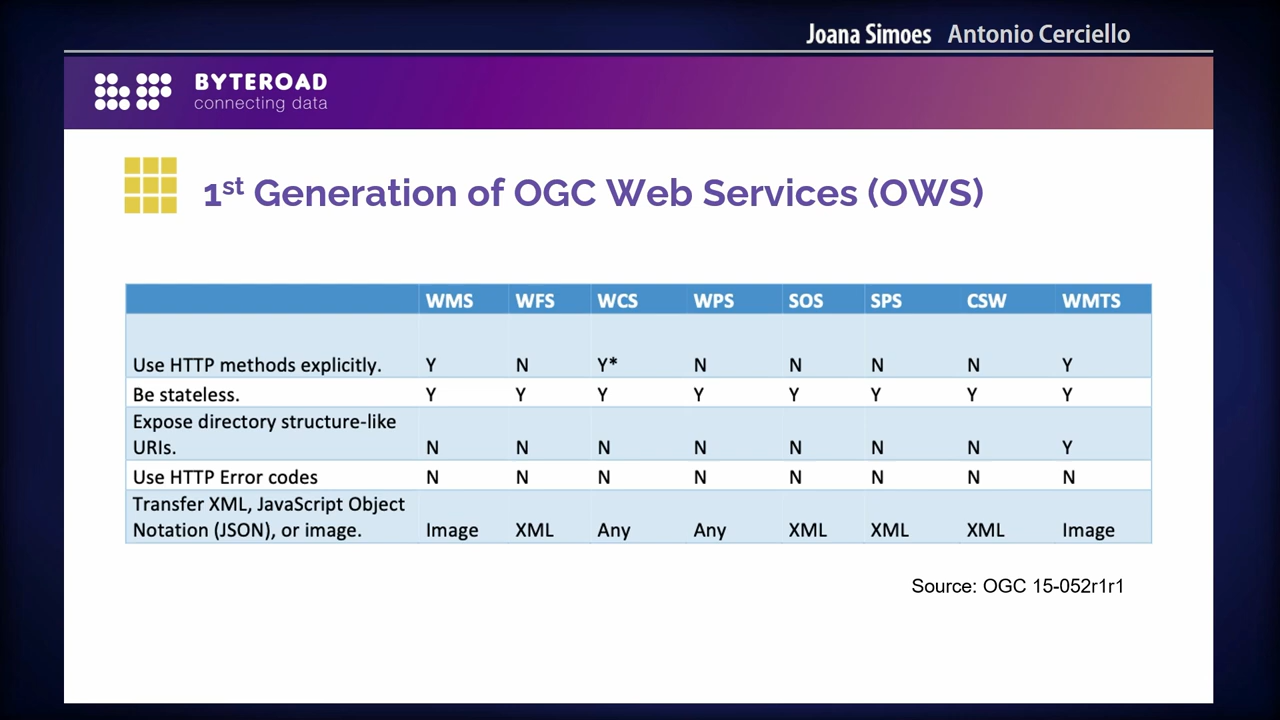 Joana Simoes Antonio Cerciello
BYTEROAD
connecting data
1st Generation of OGC Web Services (OWS)
WMS WFS WCS WPS SOS SPS CSW WMTS
Use HTTP methods explicitly. Y N Y* N N N N Y
Be stateless. Y Y Y Y Y Y Y Y
Expose directory structure-like
URIs. N N N N N N N Y
Use HTTP Error codes N N N N N N N N
Transfer XML, JavaScript Object
Notation (JSON), or image. Image XML Any Any XML XML XML Image
Source: OGC 15-052r1r1